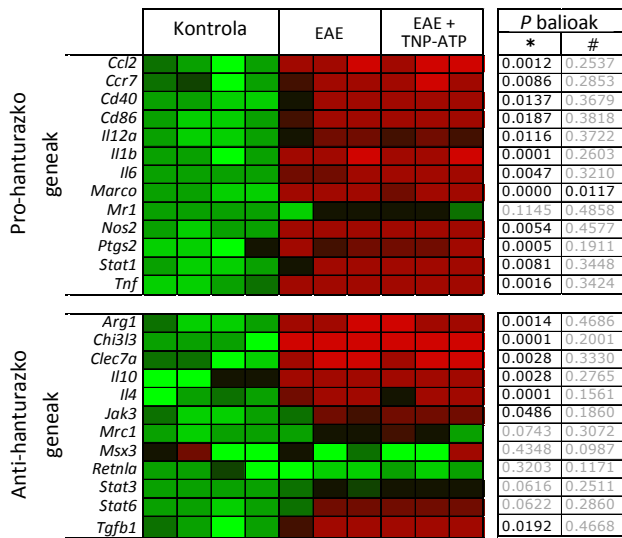 Kontrola EAE EAE + TNP-ATP P balioak
* #
Pro-hanturazko geneak
Ccl2 0.0012 0.2537
Ccr7 0.0086 0.2853
Cd40 0.0137 0.3679
Cd86 0.0187 0.3818
Il12a 0.0116 0.3722
Il1b 0.0001 0.2603
Il6 0.0047 0.3210
Marco 0.0000 0.0117
Mr1 0.1145 0.4858
Nos2 0.0054 0.4577
Ptgs2 0.0005 0.1911
Stat1 0.0081 0.3448
Tnf 0.0016 0.3424
Anti-hanturazko geneak
Arg1 0.0014 0.4686
Chi3l3 0.0001 0.2001
Clec7a 0.0028 0.3330
Il10 0.0028 0.2765
Il4 0.0001 0.1561
Jak3 0.0486 0.1860
Mrc1 0.0743 0.3072
Msx3 0.4348 0.0987
Retnla 0.3203 0.1171
Stat3 0.0616 0.2511
Stat6 0.0622 0.2860
Tgfb1 0.0192 0.4668